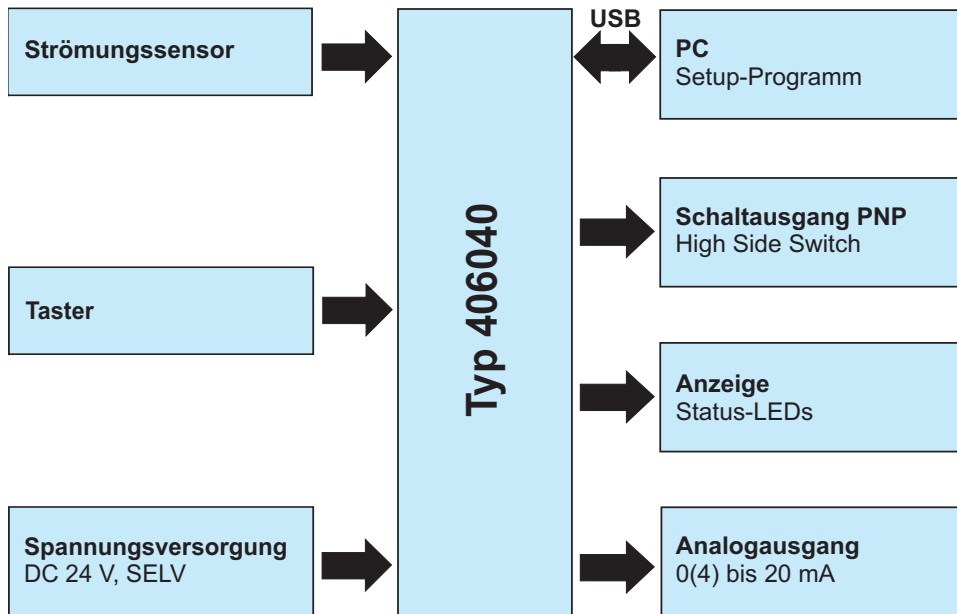 Strömungssensor
Taster
Spannungsversorgung
DC 24 V, SELV
Typ 406040
USB
PC
Setup-Programm
Schaltausgang PNP
High Side Switch
Anzeige
Status-LEDs
Analogausgang
0(4) bis 20 mA